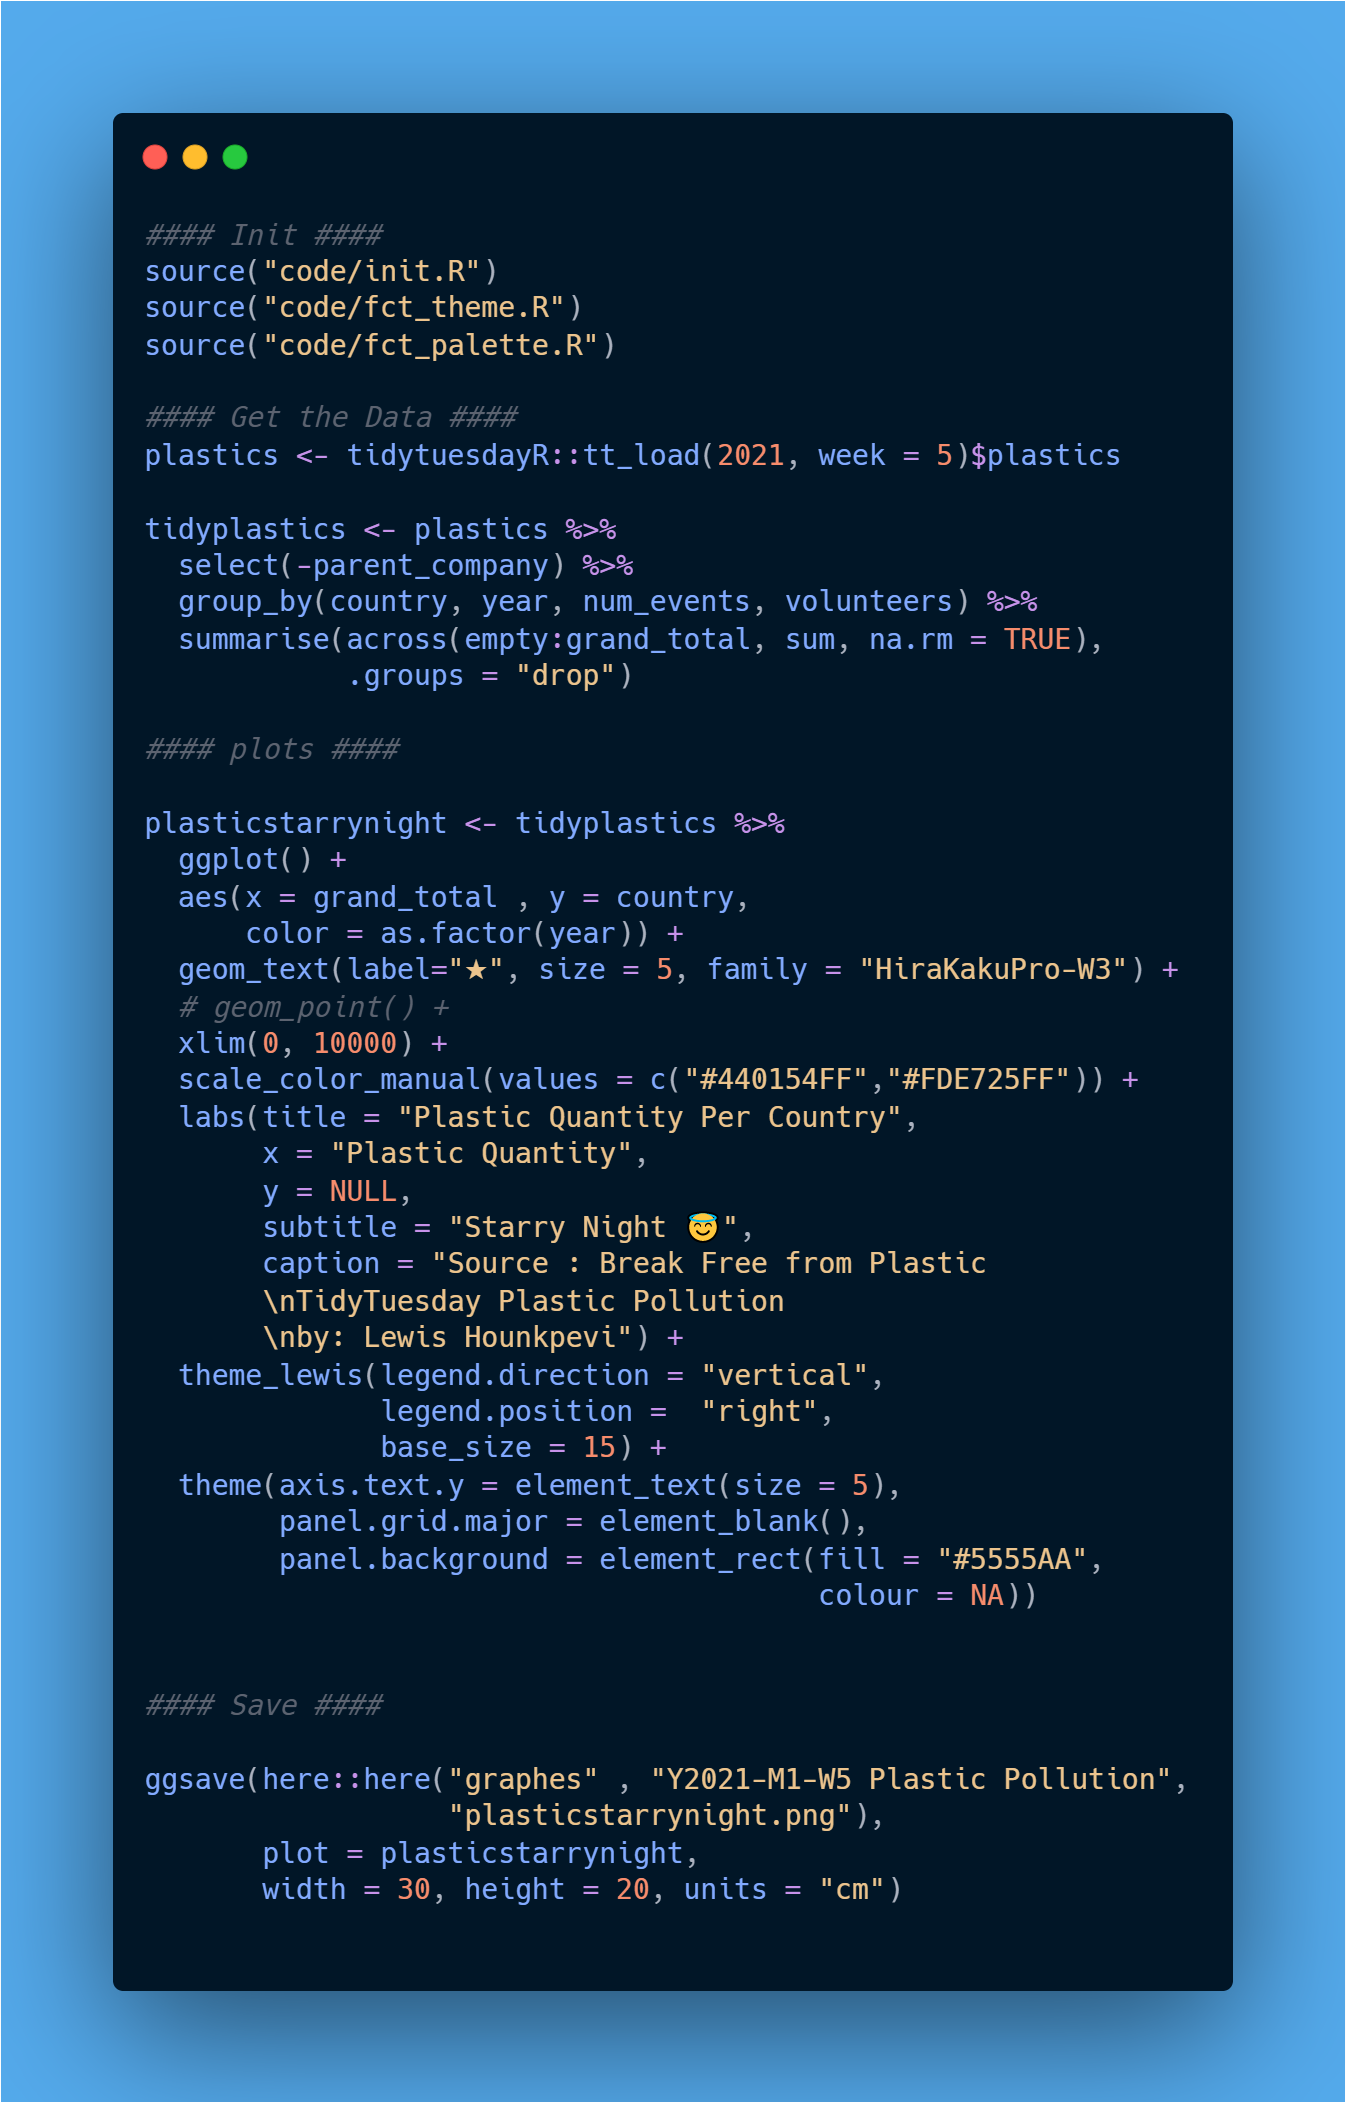 #### Init ####
source("code/init.R")
source("code/fct_theme.R")
source("code/fct_palette.R")
#### Get the Data ####
plastics <- tidytuesdayR::tt_load(2021, week = 5)$plastics
tidyplastics <- plastics %>%
  select(-parent_company) %>%
  group_by(country, year, num_events, volunteers) %>%
  summarise(across(empty:grand_total, sum, na.rm = TRUE),
            .groups = "drop")
#### plots ####
plasticstarrynight <- tidyplastics %>%
  ggplot() +
  aes(x = grand_total , y = country,
      color = as.factor(year)) +
  geom_text(label="★", size = 5, family = "HiraKakuPro-W3") +
  # geom_point() +
  xlim(0, 10000) +
  scale_color_manual(values = c("#440154FF","#FDE725FF")) +
  labs(title = "Plastic Quantity Per Country",
       x = "Plastic Quantity",
       y = NULL,
       subtitle = "Starry Night 😇",
       caption = "Source : Break Free from Plastic
       \nTidyTuesday Plastic Pollution
       \nby: Lewis Hounkpevi") +
  theme_lewis(legend.direction = "vertical",
              legend.position =  "right",
              base_size = 15) +
  theme(axis.text.y = element_text(size = 5),
        panel.grid.major = element_blank(),
        panel.background = element_rect(fill = "#5555AA",
                                        colour = NA))
#### Save ####
ggsave(here::here("graphes" , "Y2021-M1-W5 Plastic Pollution",
                  "plasticstarrynight.png"),
       plot = plasticstarrynight,
       width = 30, height = 20, units = "cm")